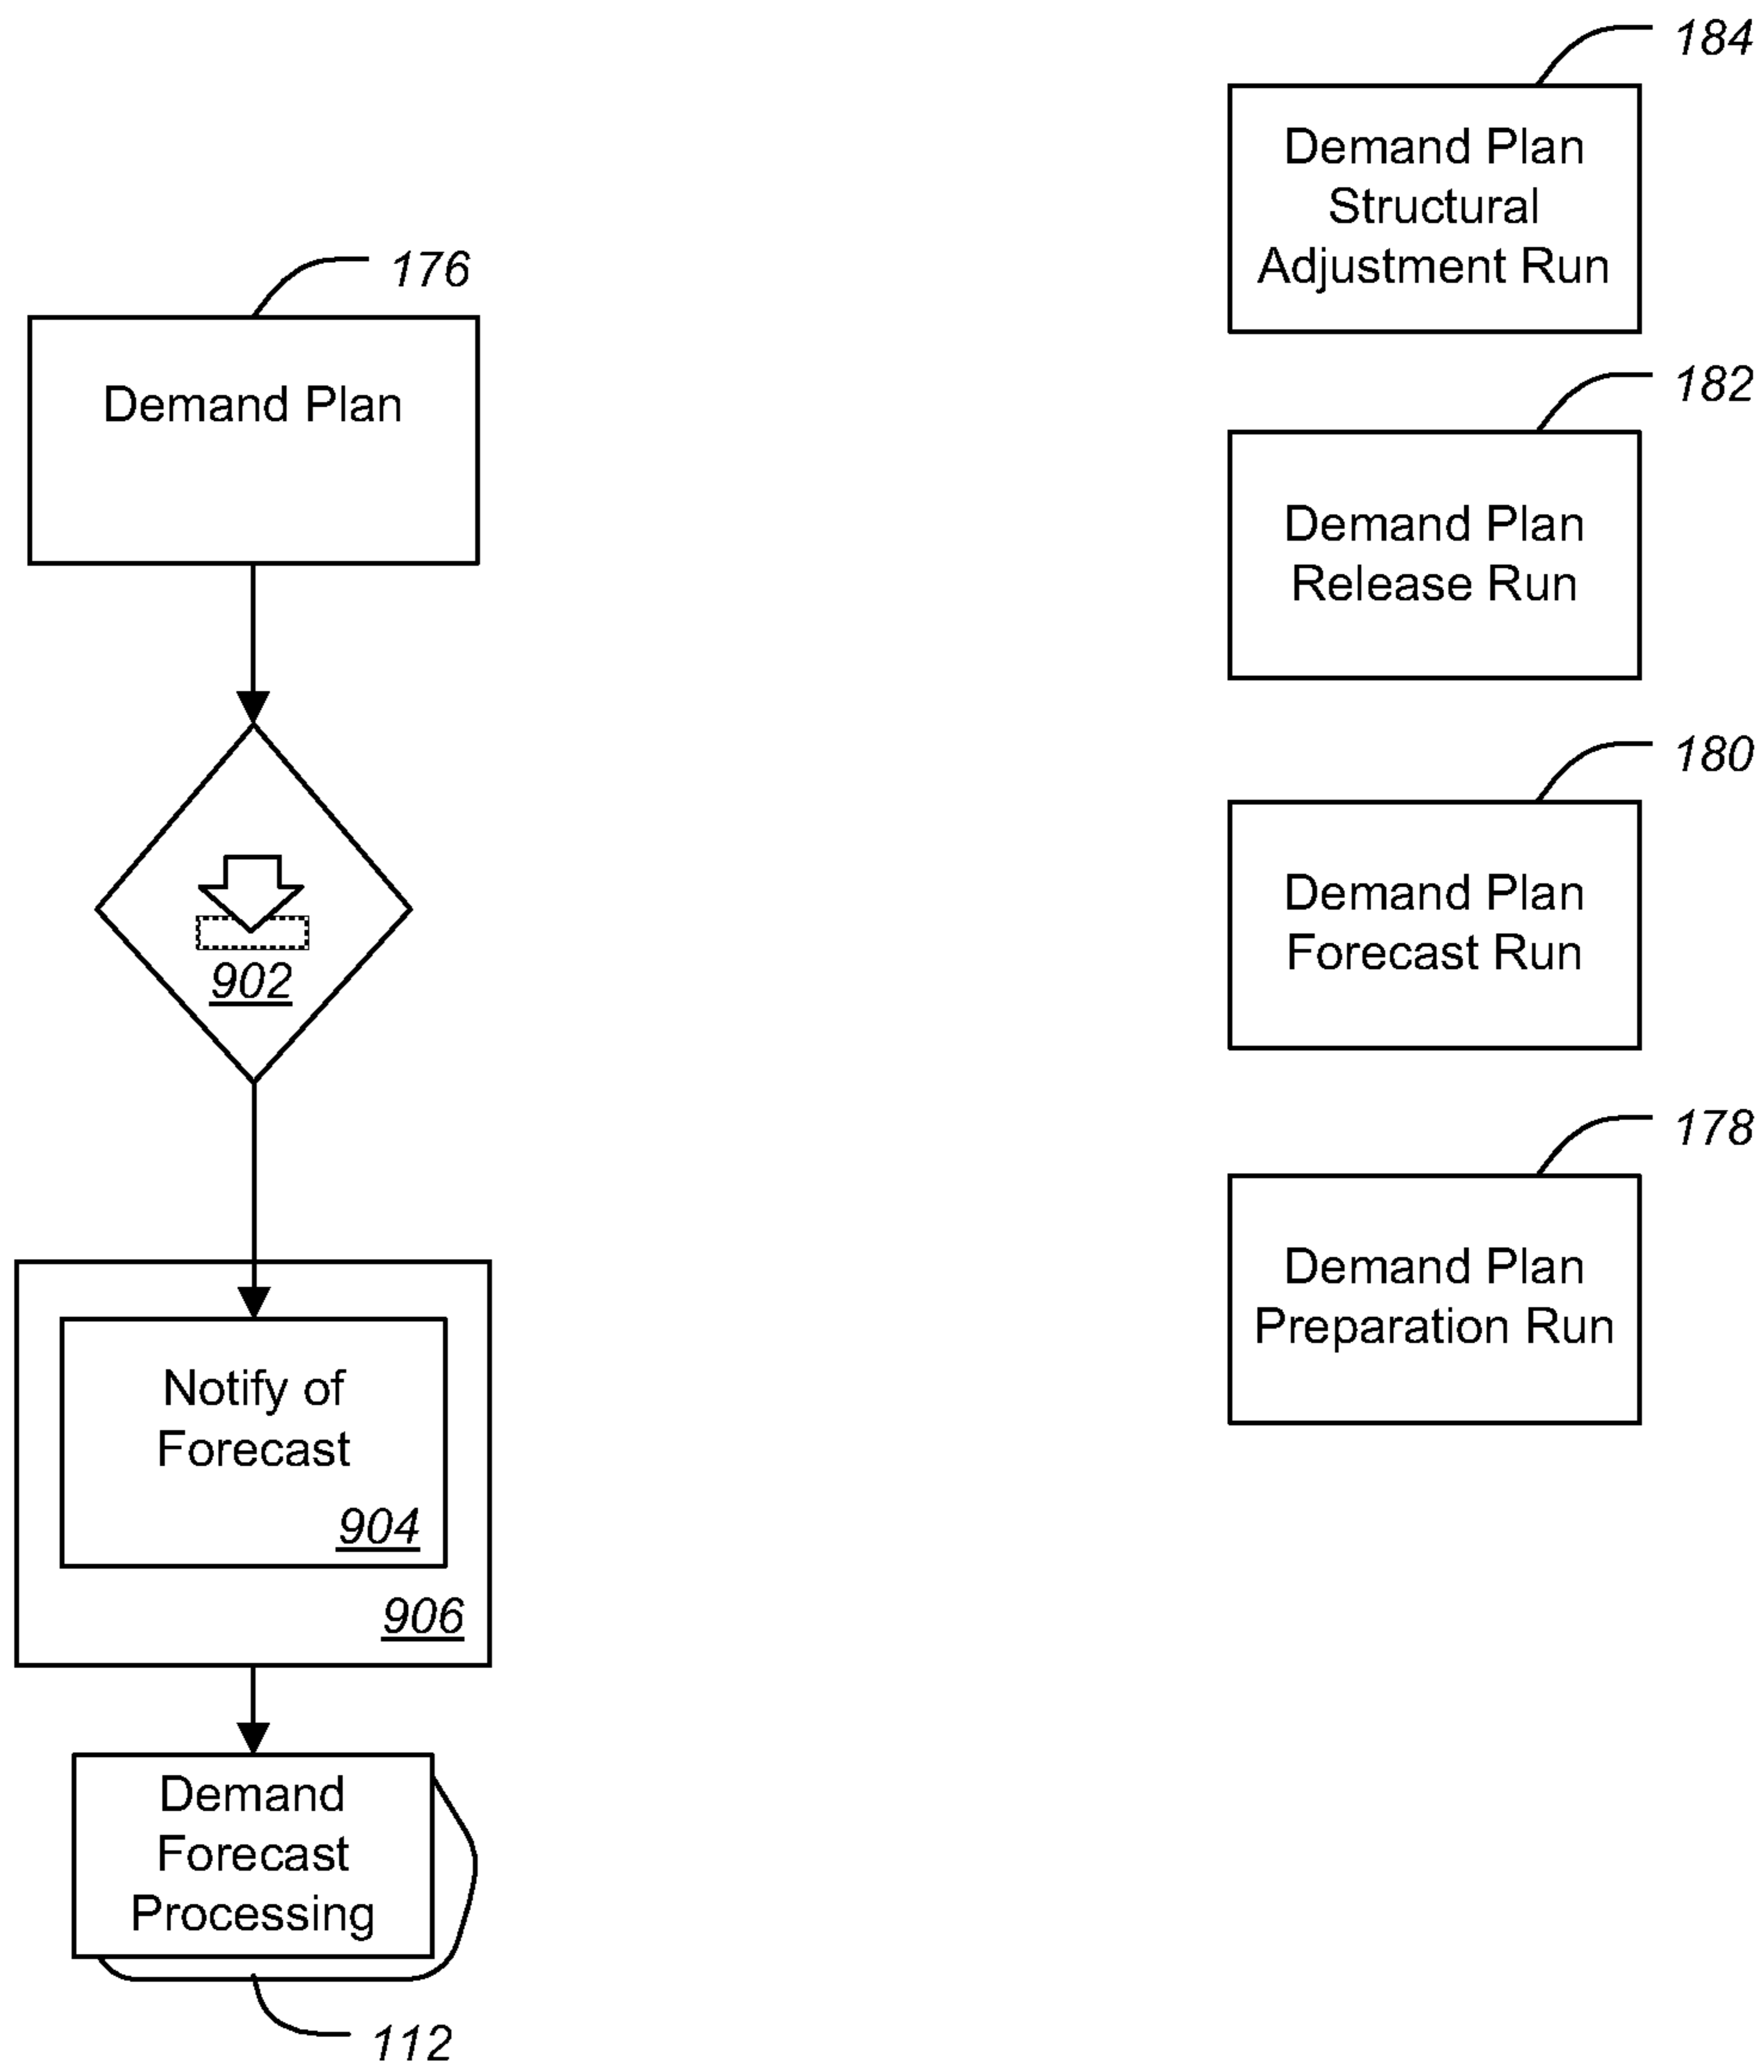 184
Demand Plan
Structural
Adjustment Run
176
Demand Plan
182
Demand Plan
Release Run
180
Demand Plan
Forecast Run
902
178
Demand Plan
Preparation Run
Notify of
Forecast
904
906
Demand
Forecast
Processing
112